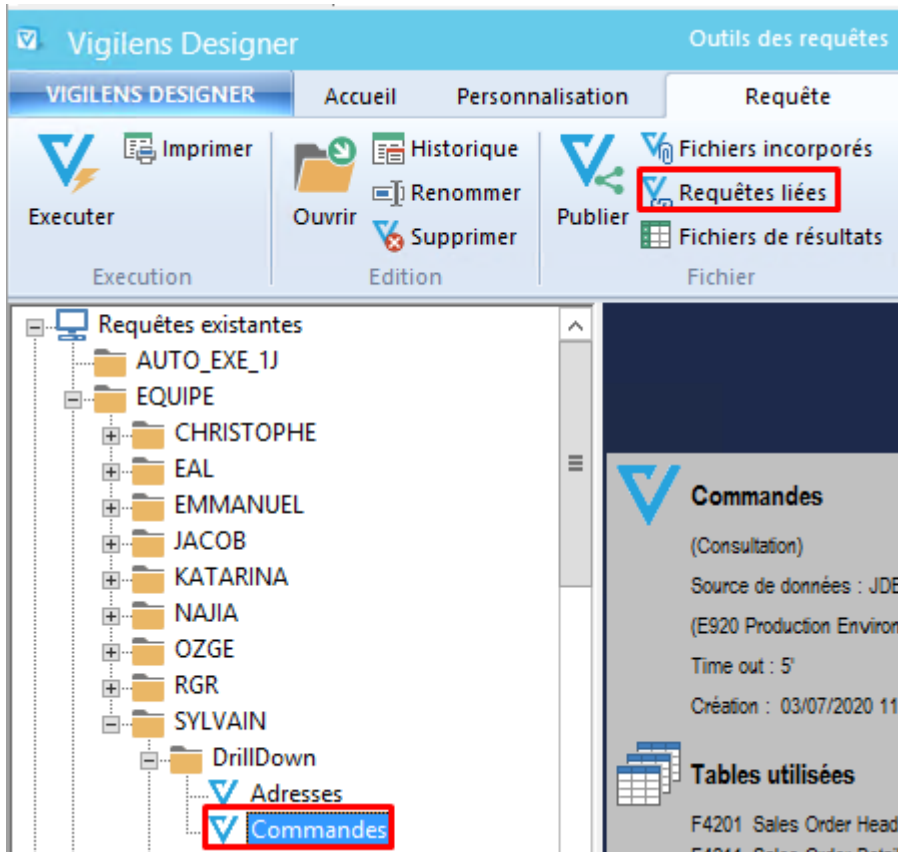 Vigilens Designer
Outils des requêtes
VIGILENS DESIGNER
Accueil
Personnalisation
Requête
Executer
Imprimer
Execution
Ouvrir
Historique
Renommer
Supprimer
Edition
Publier
Fichiers incorporés
Requêtes liées
Fichiers de résultats
Fichier
Requêtes existantes
AUTO_EXE_1J
EQUIPE
CHRISTOPHE
EAL
EMMANUEL
JACOB
KATARINA
NAJIA
OZGE
RGR
SYLVAIN
DrillDown
Adresses
Commandes
Commandes
(Consultation)
Source de données : JDE
(E920 Production Environ
Time out : 5'
Création : 03/07/2020 11
Tables utilisées
F4201 Sales Order Head